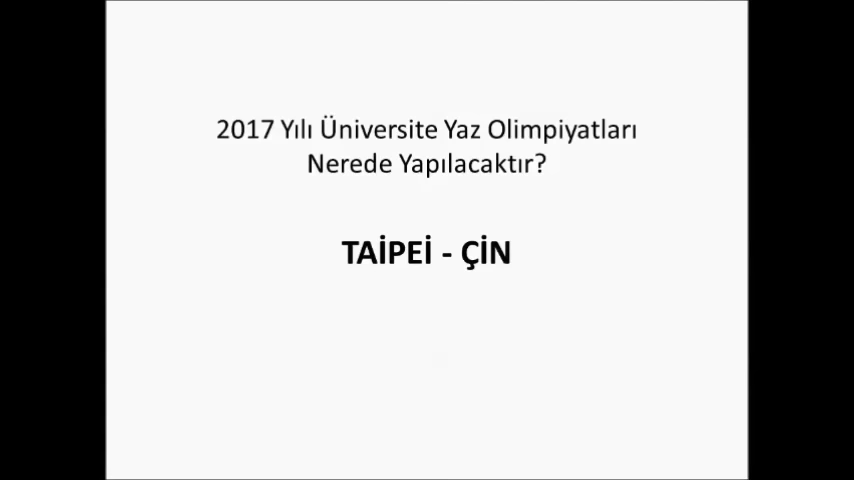 2017 Yılı Üniversite Yaz Olimpiyatları
Nerede Yapılacaktır?
TAİPEİ - ÇİN